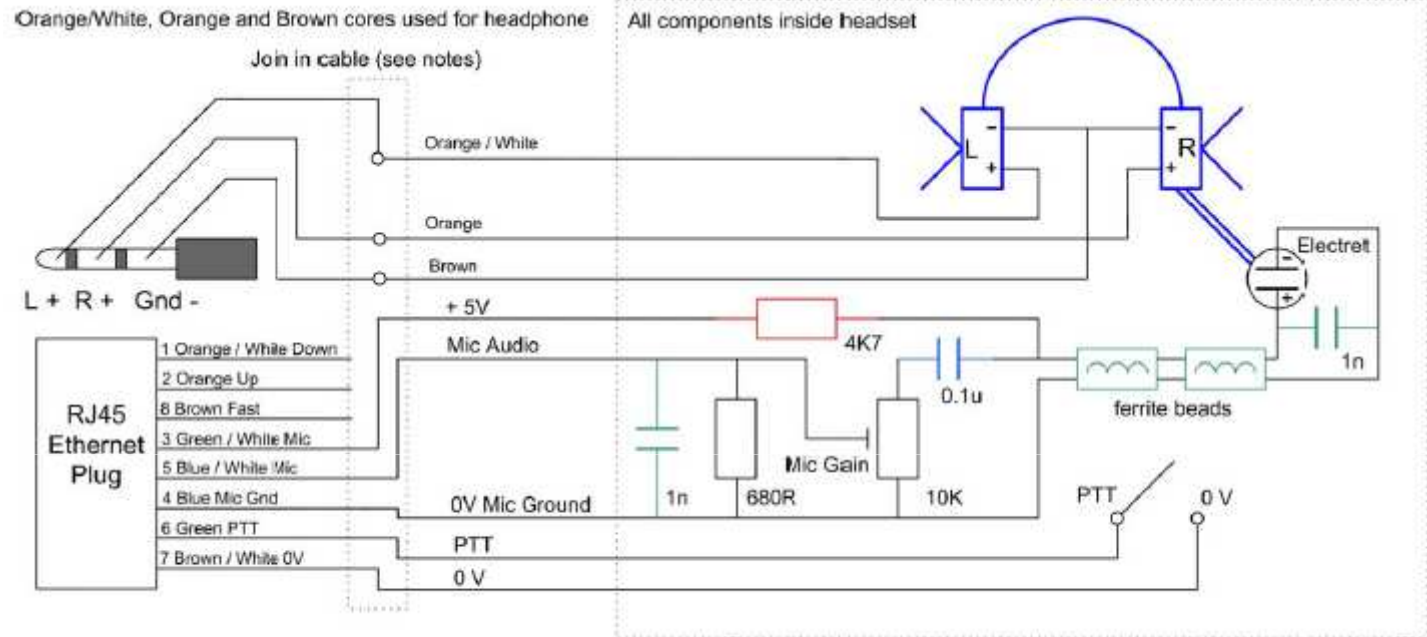 Orange/White, Orange and Brown cores used for headphone
All components inside headset
Join in cable (see notes)
Orange / White
L
-
+
-
+
R
Orange
Electret
-
+
Brown
L + R + Gnd -
+ 5V
4K7
1n
Mic Audio
0.1u
ferrite beads
RJ45
Ethernet
Plug
1 Orange / White Down
2 Orange Up
8 Brown Fast
3 Green / White Mic
5 Blue / White Mic
4 Blue Mic Gnd
6 Green PTT
7 Brown / White 0V
Mic Gain
1n
680R
10K
0V Mic Ground
PTT
0 V
PTT
0 V